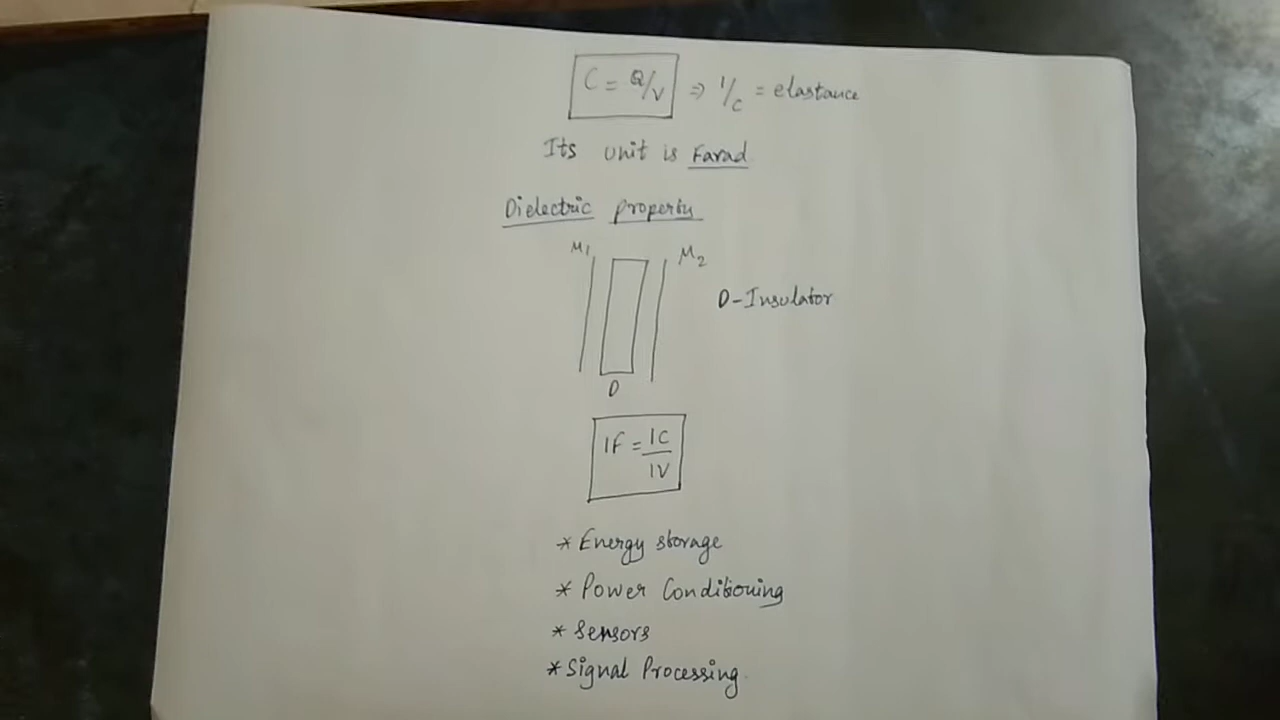 C = Q/V ⇒ 1/C = elastance
Its unit is Farad
Dielectric property
M1 M2
D-Insulator
D
1F = 1C/1V
* Energy storage
* Power Conditioning
* Sensors
* Signal Processing.